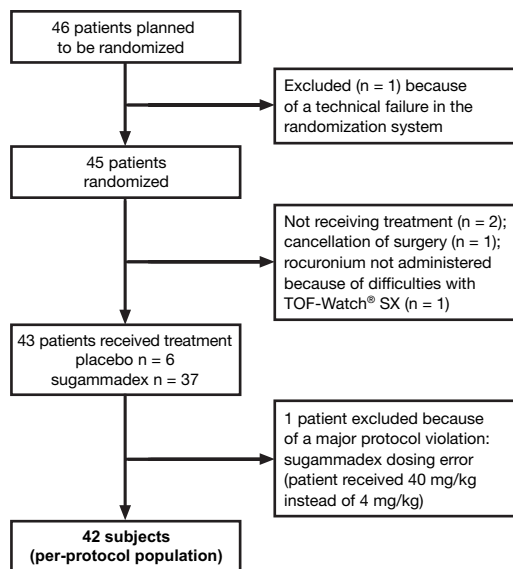 46 patients planned
to be randomized
Excluded (n = 1) because
of a technical failure in the
randomization system
45 patients
randomized
Not receiving treatment (n = 2);
cancellation of surgery (n = 1);
rocuronium not administered
because of difficulties with
TOF-Watch® SX (n = 1)
43 patients received treatment
placebo n = 6
sugammadex n = 37
1 patient excluded because
of a major protocol violation:
sugammadex dosing error
(patient received 40 mg/kg
instead of 4 mg/kg)
42 subjects
(per-protocol population)